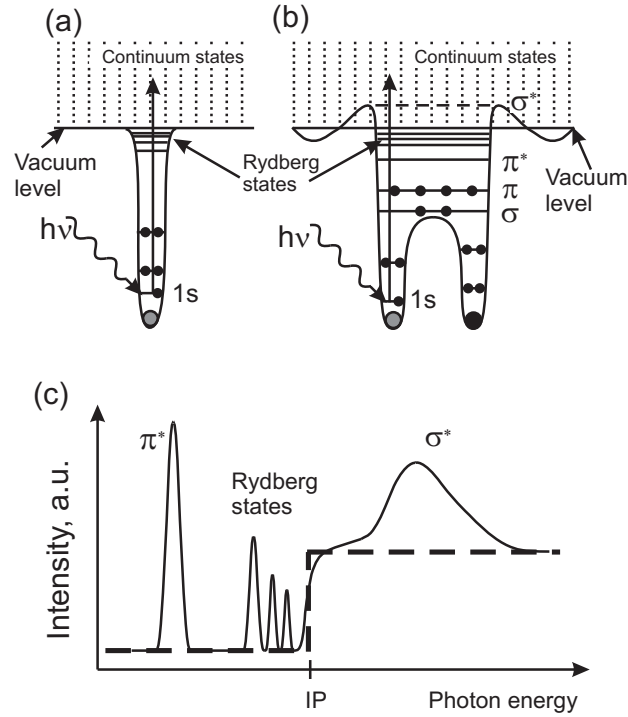 (a)
Continuum states
Vacuum
level
Rydberg
states
hν
1s
(b)
Continuum states
σ*
π*
π
σ
Vacuum
level
hν
1s
(c)
Intensity, a.u.
π*
Rydberg
states
σ*
IP
Photon energy